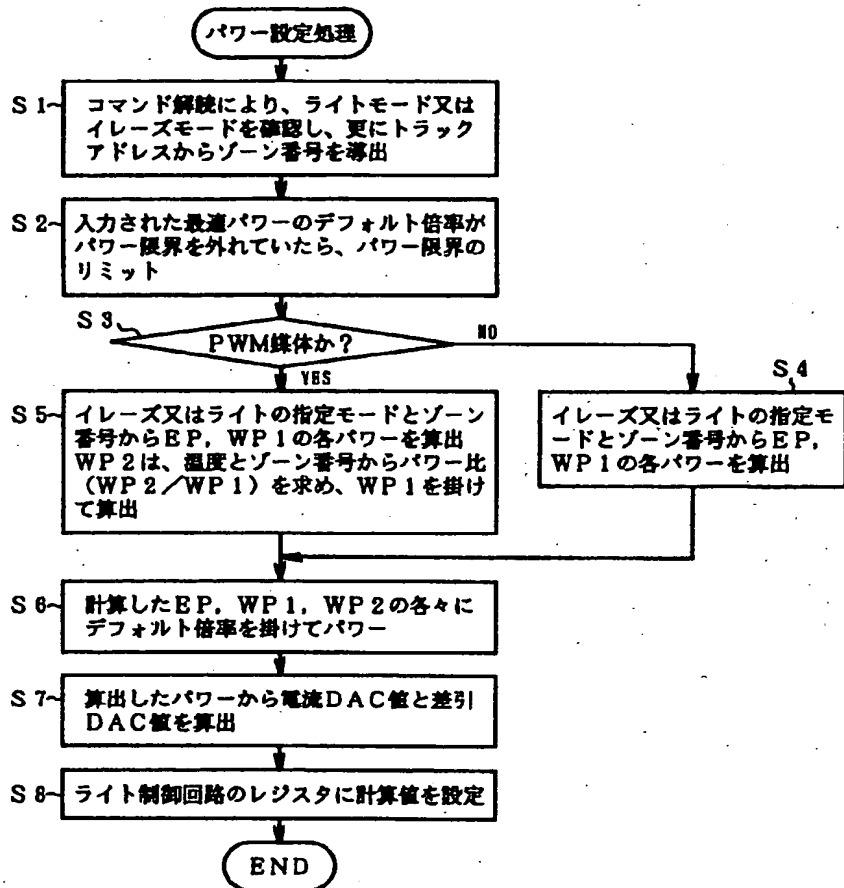 パワー設定処理
S1
コマンド解読により、ライトモード又は
イレーズモードを確認し、更にトラック
アドレスからゾーン番号を導出
S2
入力された最適パワーのデフォルト倍率が
パワー限界を外れていたら、パワー限界の
リミット
S3
PWM媒体か?
NO
YES
S4
イレーズ又はライトの指定モ
ードとゾーン番号からEP,
WP1の各パワーを算出
S5
イレーズ又はライトの指定モードとゾーン
番号からEP, WP1の各パワーを算出
WP2は、温度とゾーン番号からパワー比
(WP2/WP1)を求め、WP1を掛け
て算出
S6
計算したEP, WP1, WP2の各々に
デフォルト倍率を掛けてパワー
S7
算出したパワーから電流DAC値と差引
DAC値を算出
S8
ライト制御回路のレジスタに計算値を設定
END